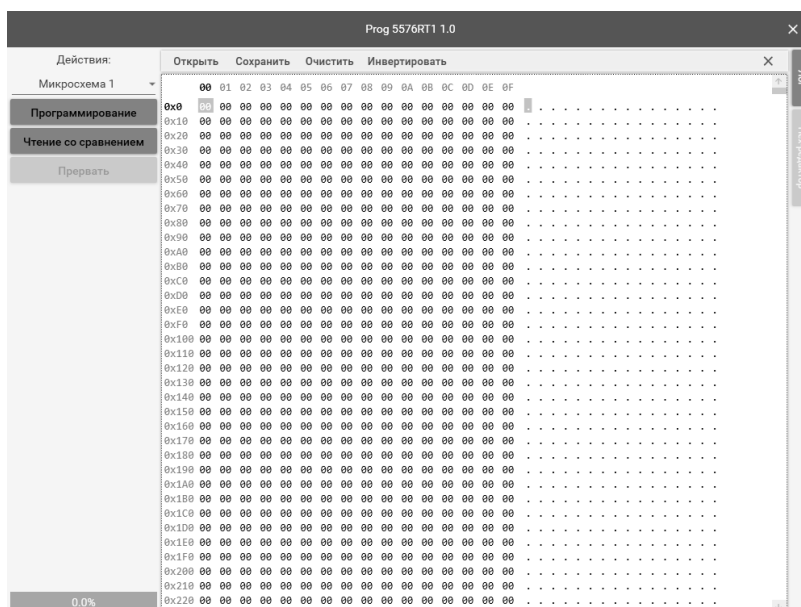 Prog 5576RT1 1.0
Действия:
Микросхема 1
Программирование
Чтение со сравнением
Прервать
0.0%
Открыть Сохранить Очистить Инвертировать
00 01 02 03 04 05 06 07 08 09 0A 0B 0C 0D 0E 0F
0x0 00 00 00 00 00 00 00 00 00 00 00 00 00 00 00 00 . . . . . . . . . . . . . . . .
0x10 00 00 00 00 00 00 00 00 00 00 00 00 00 00 00 00 . . . . . . . . . . . . . . . .
0x20 00 00 00 00 00 00 00 00 00 00 00 00 00 00 00 00 . . . . . . . . . . . . . . . .
0x30 00 00 00 00 00 00 00 00 00 00 00 00 00 00 00 00 . . . . . . . . . . . . . . . .
0x40 00 00 00 00 00 00 00 00 00 00 00 00 00 00 00 00 . . . . . . . . . . . . . . . .
0x50 00 00 00 00 00 00 00 00 00 00 00 00 00 00 00 00 . . . . . . . . . . . . . . . .
0x60 00 00 00 00 00 00 00 00 00 00 00 00 00 00 00 00 . . . . . . . . . . . . . . . .
0x70 00 00 00 00 00 00 00 00 00 00 00 00 00 00 00 00 . . . . . . . . . . . . . . . .
0x80 00 00 00 00 00 00 00 00 00 00 00 00 00 00 00 00 . . . . . . . . . . . . . . . .
0x90 00 00 00 00 00 00 00 00 00 00 00 00 00 00 00 00 . . . . . . . . . . . . . . . .
0xA0 00 00 00 00 00 00 00 00 00 00 00 00 00 00 00 00 . . . . . . . . . . . . . . . .
0xB0 00 00 00 00 00 00 00 00 00 00 00 00 00 00 00 00 . . . . . . . . . . . . . . . .
0xC0 00 00 00 00 00 00 00 00 00 00 00 00 00 00 00 00 . . . . . . . . . . . . . . . .
0xD0 00 00 00 00 00 00 00 00 00 00 00 00 00 00 00 00 . . . . . . . . . . . . . . . .
0xE0 00 00 00 00 00 00 00 00 00 00 00 00 00 00 00 00 . . . . . . . . . . . . . . . .
0xF0 00 00 00 00 00 00 00 00 00 00 00 00 00 00 00 00 . . . . . . . . . . . . . . . .
0x100 00 00 00 00 00 00 00 00 00 00 00 00 00 00 00 00 . . . . . . . . . . . . . . . .
0x110 00 00 00 00 00 00 00 00 00 00 00 00 00 00 00 00 . . . . . . . . . . . . . . . .
0x120 00 00 00 00 00 00 00 00 00 00 00 00 00 00 00 00 . . . . . . . . . . . . . . . .
0x130 00 00 00 00 00 00 00 00 00 00 00 00 00 00 00 00 . . . . . . . . . . . . . . . .
0x140 00 00 00 00 00 00 00 00 00 00 00 00 00 00 00 00 . . . . . . . . . . . . . . . .
0x150 00 00 00 00 00 00 00 00 00 00 00 00 00 00 00 00 . . . . . . . . . . . . . . . .
0x160 00 00 00 00 00 00 00 00 00 00 00 00 00 00 00 00 . . . . . . . . . . . . . . . .
0x170 00 00 00 00 00 00 00 00 00 00 00 00 00 00 00 00 . . . . . . . . . . . . . . . .
0x180 00 00 00 00 00 00 00 00 00 00 00 00 00 00 00 00 . . . . . . . . . . . . . . . .
0x190 00 00 00 00 00 00 00 00 00 00 00 00 00 00 00 00 . . . . . . . . . . . . . . . .
0x1A0 00 00 00 00 00 00 00 00 00 00 00 00 00 00 00 00 . . . . . . . . . . . . . . . .
0x1B0 00 00 00 00 00 00 00 00 00 00 00 00 00 00 00 00 . . . . . . . . . . . . . . . .
0x1C0 00 00 00 00 00 00 00 00 00 00 00 00 00 00 00 00 . . . . . . . . . . . . . . . .
0x1D0 00 00 00 00 00 00 00 00 00 00 00 00 00 00 00 00 . . . . . . . . . . . . . . . .
0x1E0 00 00 00 00 00 00 00 00 00 00 00 00 00 00 00 00 . . . . . . . . . . . . . . . .
0x1F0 00 00 00 00 00 00 00 00 00 00 00 00 00 00 00 00 . . . . . . . . . . . . . . . .
0x200 00 00 00 00 00 00 00 00 00 00 00 00 00 00 00 00 . . . . . . . . . . . . . . . .
0x210 00 00 00 00 00 00 00 00 00 00 00 00 00 00 00 00 . . . . . . . . . . . . . . . .
0x220 00 00 00 00 00 00 00 00 00 00 00 00 00 00 00 00 . . . . . . . . . . . . . . . .